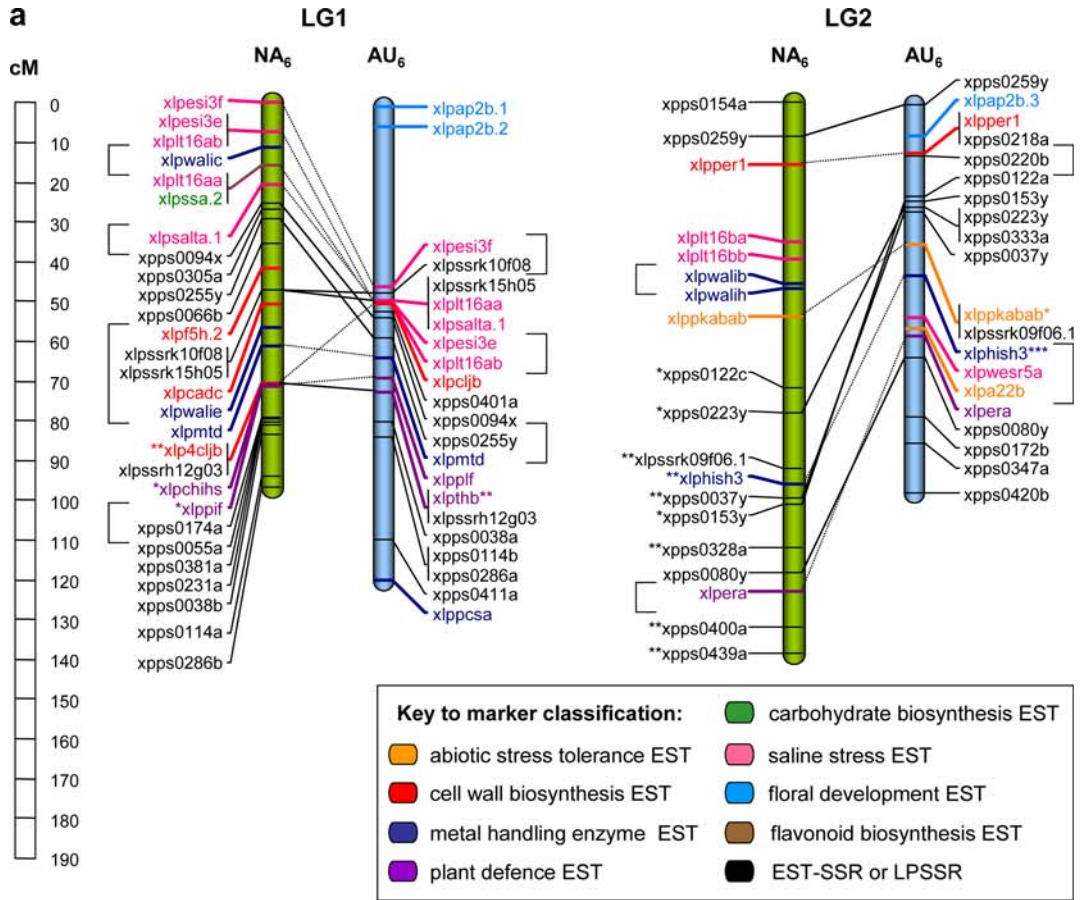 a
LG1
LG2
cM
NA6
AU6
NA6
AU6
0
10
20
30
40
50
60
70
80
90
100
110
120
130
140
150
160
170
180
190
xlpesi3f
xlpesi3e
xlplt16ab
xlpwalic
xlplt16aa
xlpssa.2
xlpsalta.1
xpps0094x
xpps0305a
xpps0255y
xpps0066b
xlpf5h.2
xlpssrk10f08
xlpssrk15h05
xlpcadc
xlpwalie
xlpmtd
**xlp4cljb
xlpssrh12g03
*xlpchihs
*xlppif
xpps0174a
xpps0055a
xpps0381a
xpps0231a
xpps0038b
xpps0114a
xpps0286b
xlpap2b.1
xlpap2b.2
xlpesi3f
xlpssrk10f08
xlpssrk15h05
xlplt16aa
xlpsalta.1
xlpesi3e
xlplt16ab
xlpcljb
xpps0401a
xpps0094x
xpps0255y
xlpmtd
xlpplf
xlpthb**
xlpssrh12g03
xpps0038a
xpps0114b
xpps0286a
xpps0411a
xlppcsa
xpps0154a
xpps0259y
xlpper1
xlplt16ba
xlplt16bb
xlpwalib
xlpwalih
xlppkabab
*xpps0122c
*xpps0223y
**xlpssrk09f06.1
**xlphish3
**xpps0037y
*xpps0153y
**xpps0328a
xpps0080y
xlpera
**xpps0400a
**xpps0439a
xpps0259y
xlpap2b.3
xlpper1
xpps0218a
xpps0220b
xpps0122a
xpps0153y
xpps0223y
xpps0333a
xpps0037y
xlppkabab*
xlpssrk09f06.1
xlphish3***
xlpwesr5a
xlpa22b
xlpera
xpps0080y
xpps0172b
xpps0347a
xpps0420b
Key to marker classification:
abiotic stress tolerance EST
cell wall biosynthesis EST
metal handling enzyme EST
plant defence EST
carbohydrate biosynthesis EST
saline stress EST
floral development EST
flavonoid biosynthesis EST
EST-SSR or LPSSR